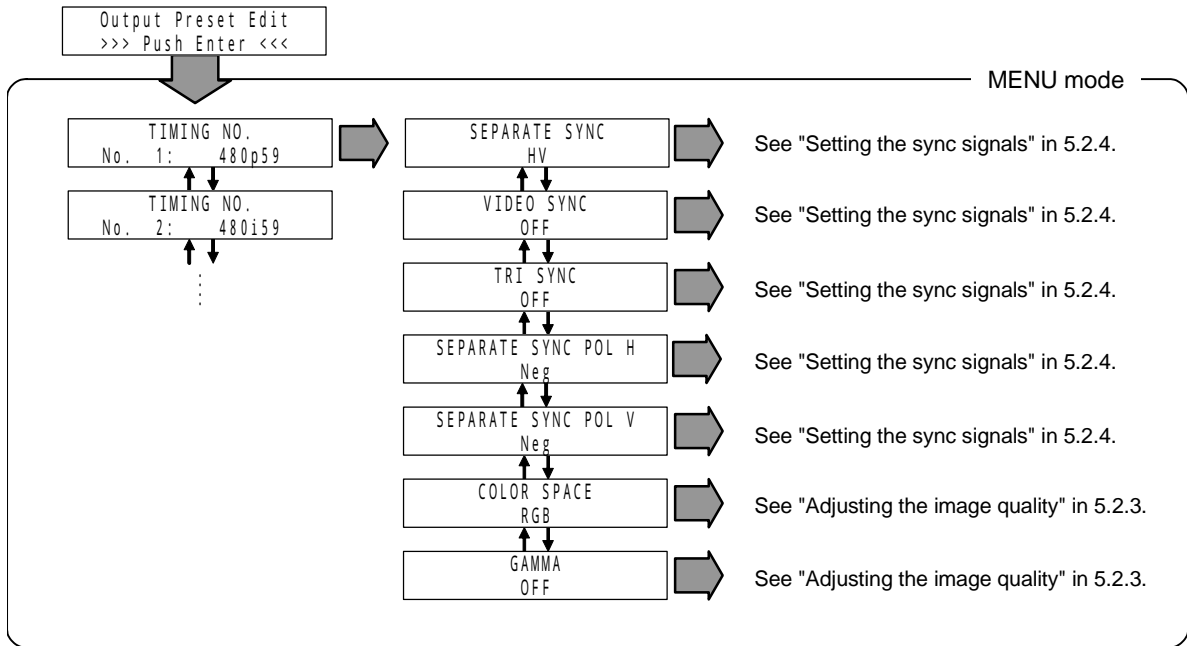 Output Preset Edit
>>> Push Enter <<<
MENU mode
TIMING NO.
No. 1: 480p59
TIMING NO.
No. 2: 480i59
SEPARATE SYNC
HV
See "Setting the sync signals" in 5.2.4.
VIDEO SYNC
OFF
See "Setting the sync signals" in 5.2.4.
TRI SYNC
OFF
See "Setting the sync signals" in 5.2.4.
SEPARATE SYNC POL H
Neg
See "Setting the sync signals" in 5.2.4.
SEPARATE SYNC POL V
Neg
See "Setting the sync signals" in 5.2.4.
COLOR SPACE
RGB
See "Adjusting the image quality" in 5.2.3.
GAMMA
OFF
See "Adjusting the image quality" in 5.2.3.